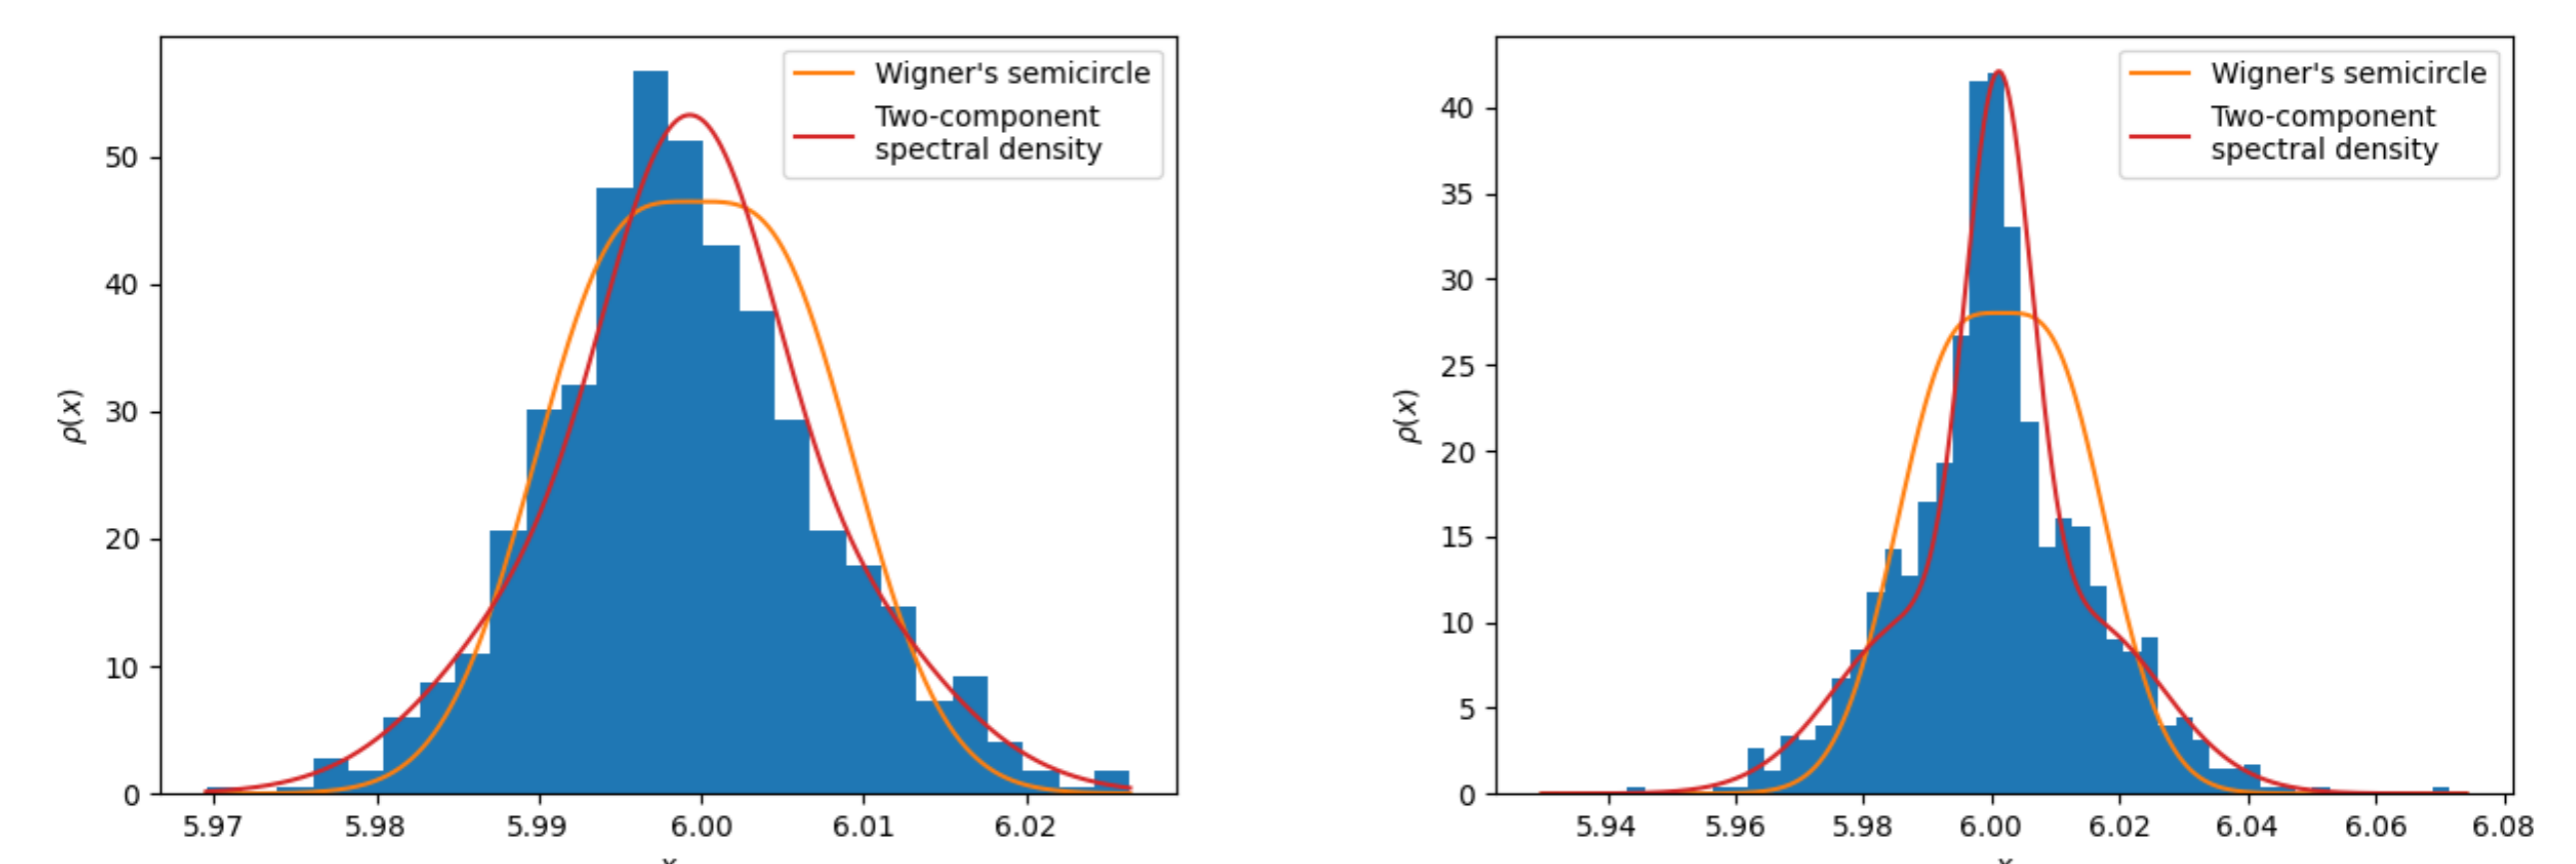 Wigner's semicircle
Two-component
spectral density
50
40
30
20
10
0
ρ(x)
5.97 5.98 5.99 6.00 6.01 6.02
x
Wigner's semicircle
Two-component
spectral density
40
35
30
25
20
15
10
5
0
ρ(x)
5.94 5.96 5.98 6.00 6.02 6.04 6.06 6.08
x